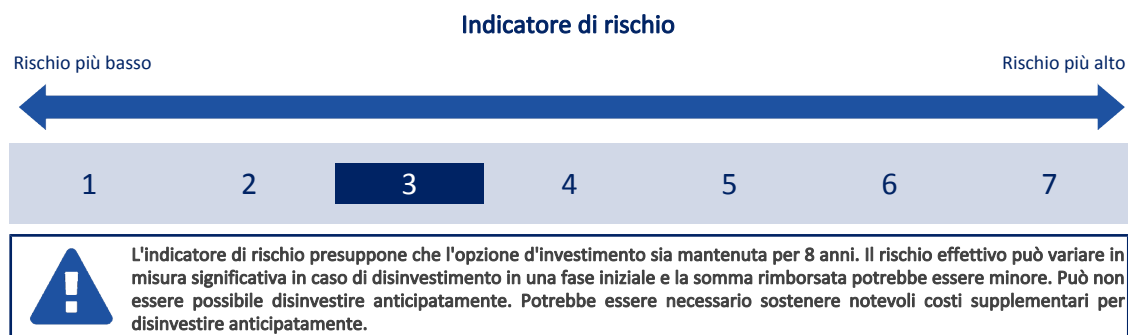 Indicatore di rischio
Rischio più basso
Rischio più alto
1 2 3 4 5 6 7
L'indicatore di rischio presuppone che l'opzione d'investimento sia mantenuta per 8 anni. Il rischio effettivo può variare in
misura significativa in caso di disinvestimento in una fase iniziale e la somma rimborsata potrebbe essere minore. Può non
essere possibile disinvestire anticipatamente. Potrebbe essere necessario sostenere notevoli costi supplementari per
disinvestire anticipatamente.